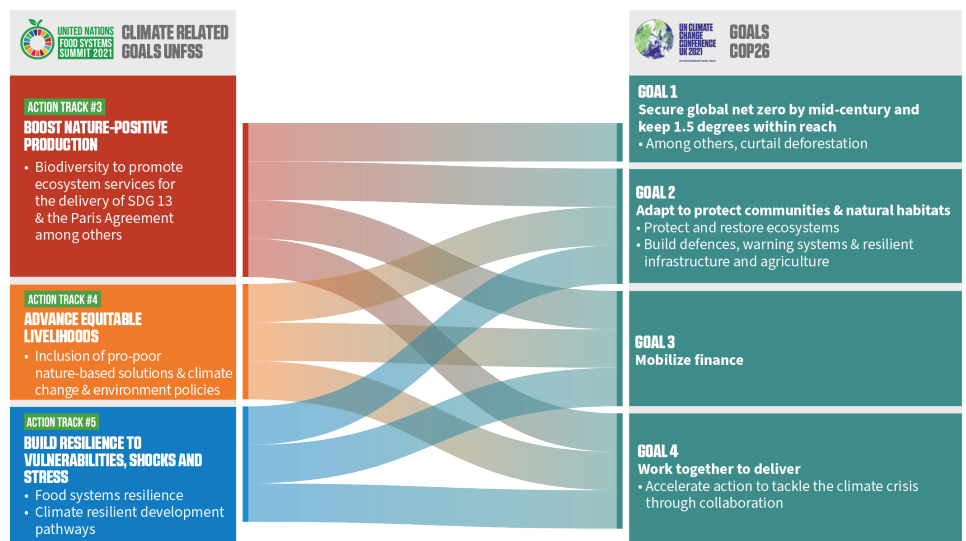 UNITED NATIONS
FOOD SYSTEMS
SUMMIT 2021
CLIMATE RELATED
GOALS UNFSS
ACTION TRACK #3
BOOST NATURE-POSITIVE
PRODUCTION
• Biodiversity to promote
ecosystem services for
the delivery of SDG 13
& the Paris Agreement
among others
ACTION TRACK #4
ADVANCE EQUITABLE
LIVELIHOODS
• Inclusion of pro-poor
nature-based solutions & climate
change & environment policies
ACTION TRACK #5
BUILD RESILIENCE TO
VULNERABILITIES, SHOCKS AND
STRESS
• Food systems resilience
• Climate resilient development
pathways
UN CLIMATE
CHANGE
CONFERENCE
UK 2021
IN PARTNERSHIP WITH ITALY
GOALS
COP26
GOAL 1
Secure global net zero by mid-century and
keep 1.5 degrees within reach
• Among others, curtail deforestation
GOAL 2
Adapt to protect communities & natural habitats
• Protect and restore ecosystems
• Build defences, warning systems & resilient
infrastructure and agriculture
GOAL 3
Mobilize finance
GOAL 4
Work together to deliver
• Accelerate action to tackle the climate crisis
through collaboration